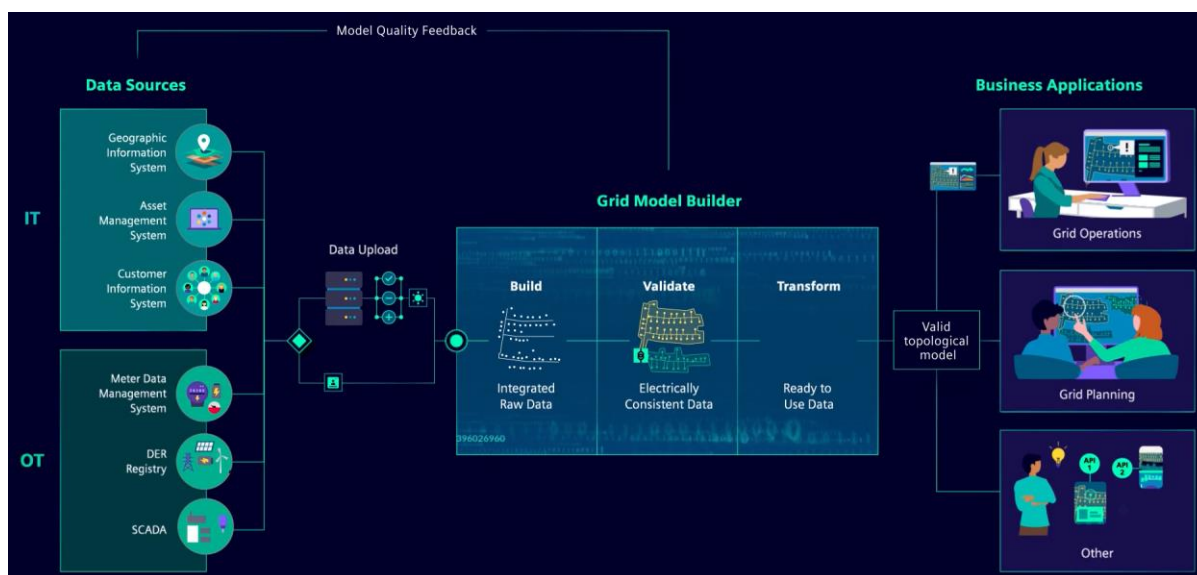 Model Quality Feedback
Data Sources
Business Applications
IT
Geographic
Information
System
Asset
Management
System
Customer
Information
System
OT
Meter Data
Management
System
DER
Registry
SCADA
Data Upload
Grid Model Builder
Build
Integrated
Raw Data
396026960
Validate
Electrically
Consistent Data
Transform
Ready to
Use Data
Valid
topological
model
Grid Operations
Grid Planning
API
1
API
2
Other